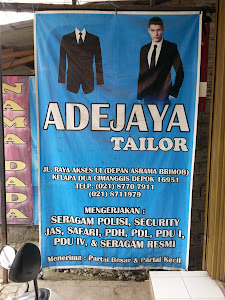 ADEJAYA
TAILOR
JL. RAYA AKSES UI (DEPAN ASRAMA BRIMOB)
KELAPA DUA CIMANGGIS DEPOK 16951
TELP. (021) 8770 7911
(021) 8711979
MENGERJAKAN :
SERAGAM POLISI, SECURITY
JAS, SAFARI, PDH, PDL, PDU I,
PDU IV, & SERAGAM RESMI
Menerima : Partai Besar & Partai Kecil